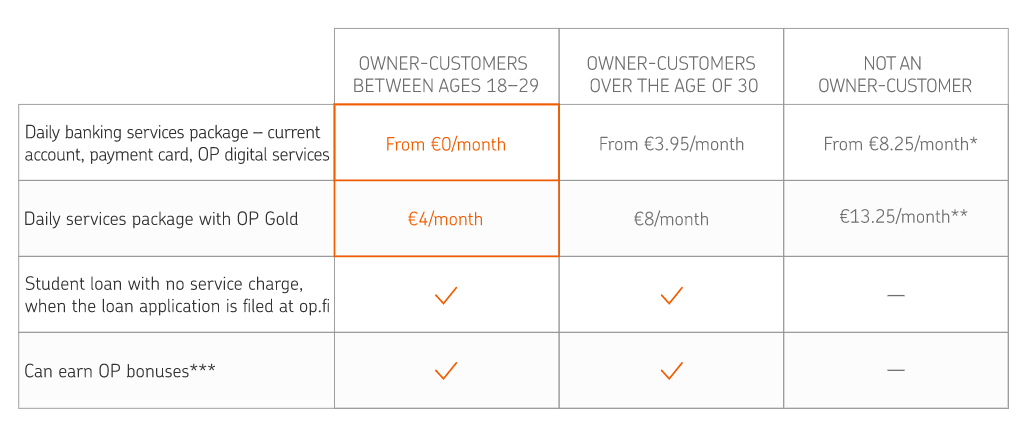 OWNER-CUSTOMERS
BETWEEN AGES 18–29
OWNER-CUSTOMERS
OVER THE AGE OF 30
NOT AN
OWNER-CUSTOMER
Daily banking services package – current
account, payment card, OP digital services
From €0/month
From €3.95/month
From €8.25/month*
Daily services package with OP Gold
€4/month
€8/month
€13.25/month**
Student loan with no service charge,
when the loan application is filed at op.fi
—
Can earn OP bonuses***
—